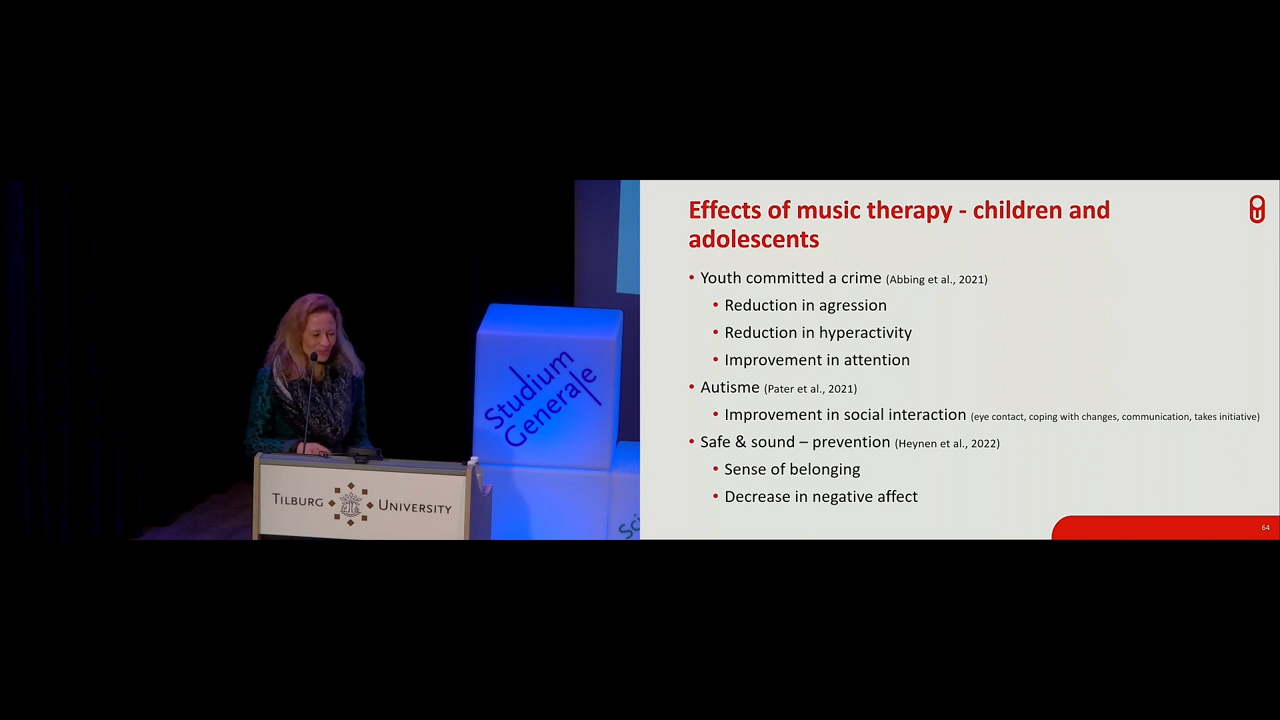 Studium
Generale
TILBURG UNIVERSITY
Effects of music therapy - children and
adolescents
• Youth committed a crime (Abbing et al., 2021)
• Reduction in agression
• Reduction in hyperactivity
• Improvement in attention
• Autisme (Pater et al., 2021)
• Improvement in social interaction (eye contact, coping with changes, communication, takes initiative)
• Safe & sound – prevention (Heynen et al., 2022)
• Sense of belonging
• Decrease in negative affect
64